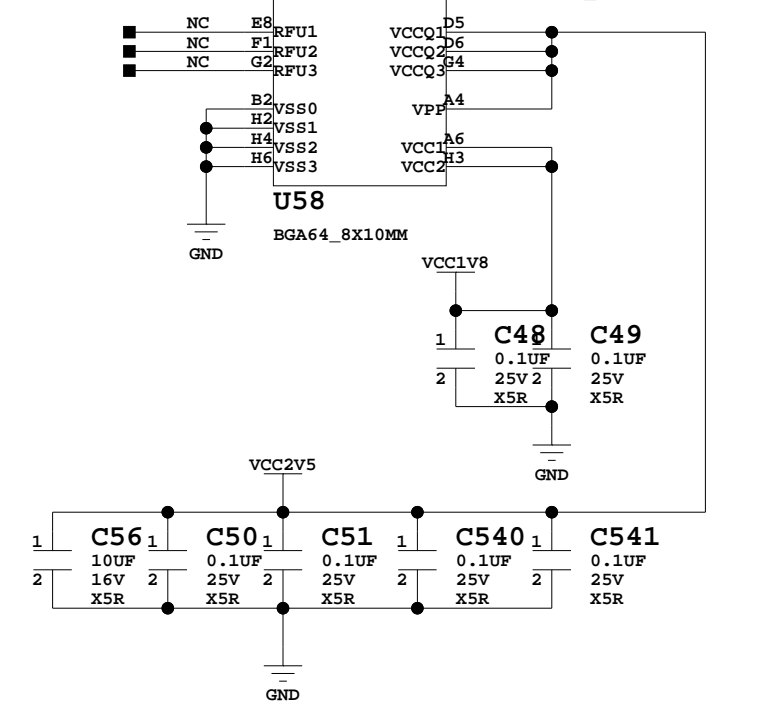 NC E8 RFU1 VCCQ1 D5
NC F1 RFU2 VCCQ2 D6
NC G2 RFU3 VCCQ3 G4
B2 VSS0 VPP A4
H2 VSS1
H4 VSS2 VCC1 A6
H6 VSS3 VCC2 H3
U58
BGA64_8X10MM
GND
VCC1V8
1 C48 1 C49
0.1UF 0.1UF
2 25V 2 25V
X5R X5R
GND
VCC2V5
1 C56 1 C50 1 C51 1 C540 1 C541
10UF 0.1UF 0.1UF 0.1UF 0.1UF
2 16V 2 25V 2 25V 2 25V 2 25V
X5R X5R X5R X5R X5R
GND